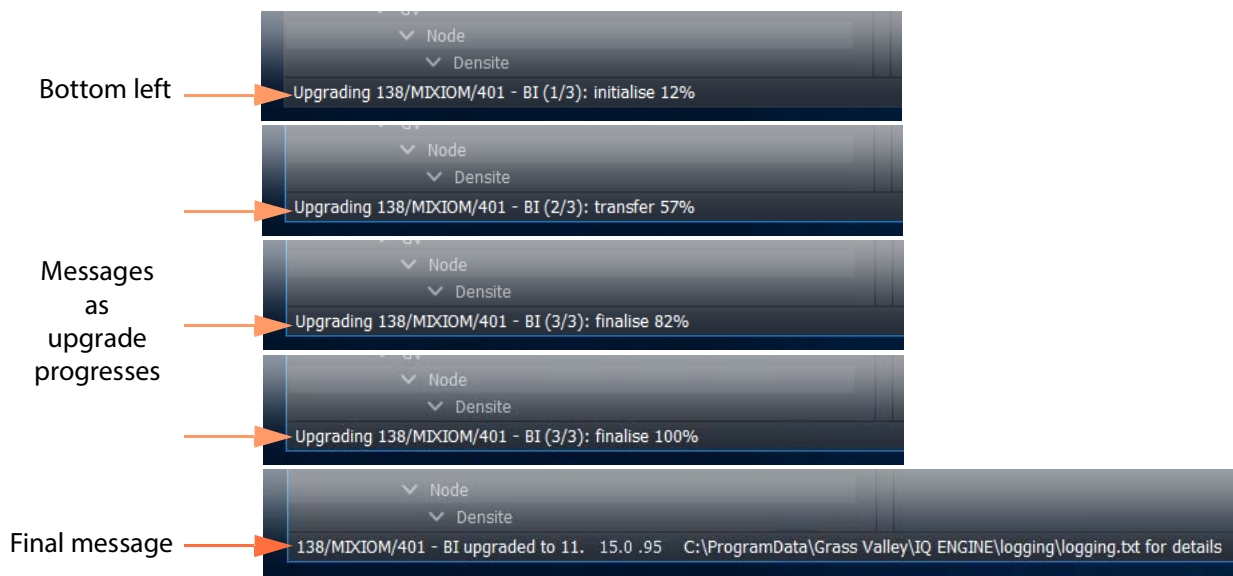 Node
Densite
Bottom left
Upgrading 138/MIXIOM/401 - BI (1/3): initialise 12%
Node
Densite
Upgrading 138/MIXIOM/401 - BI (2/3): transfer 57%
Messages
as
upgrade
progresses
Node
Densite
Upgrading 138/MIXIOM/401 - BI (3/3): finalise 82%
Node
Densite
Upgrading 138/MIXIOM/401 - BI (3/3): finalise 100%
Node
Densite
Final message
138/MIXIOM/401 - BI upgraded to 11. 15.0 .95 C:\ProgramData\Grass Valley\IQ ENGINE\logging\logging.txt for details